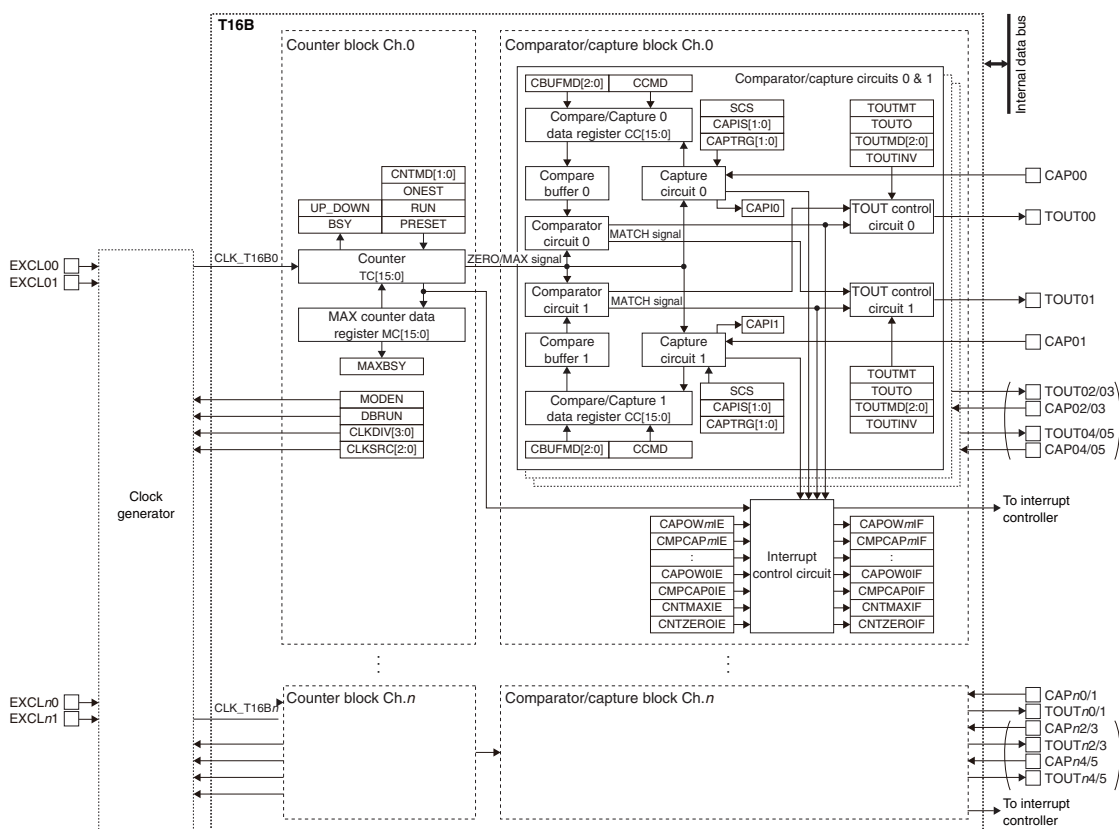 T16B
Counter block Ch.0
Comparator/capture block Ch.0
Internal data bus
Comparator/capture circuits 0 & 1
CBUFMD[2:0]
CCMD
Compare/Capture 0
data register CC[15:0]
SCS
CAPIS[1:0]
CAPTRG[1:0]
TOUTMT
TOUTO
TOUTMD[2:0]
TOUTINV
CNTMD[1:0]
ONEST
UP_DOWN
RUN
BSY
PRESET
Compare
buffer 0
Capture
circuit 0
CAP00
CAPI0
TOUT control
circuit 0
TOUT00
Comparator
circuit 0
MATCH signal
EXCL00
EXCL01
CLK_T16B0
Counter
TC[15:0]
ZERO/MAX signal
Comparator
circuit 1
MATCH signal
TOUT control
circuit 1
TOUT01
MAX counter data
register MC[15:0]
CAPI1
Compare
buffer 1
Capture
circuit 1
CAP01
MAXBSY
MODEN
DBRUN
CLKDIV[3:0]
CLKSRC[2:0]
Compare/Capture 1
data register CC[15:0]
SCS
CAPIS[1:0]
CAPTRG[1:0]
TOUTMT
TOUTO
TOUTMD[2:0]
TOUTINV
CBUFMD[2:0]
CCMD
TOUT02/03
CAP02/03
TOUT04/05
CAP04/05
Clock
generator
To interrupt
controller
CAPOWmIE
CMPCAPmIE
:
CAPOW0IE
CMPCAP0IE
CNTMAXIE
CNTZEROIE
Interrupt
control circuit
CAPOWmIF
CMPCAPmIF
:
CAPOW0IF
CMPCAP0IF
CNTMAXIF
CNTZEROIF
EXCLn0
EXCLn1
CLK_T16Bn
Counter block Ch.n
Comparator/capture block Ch.n
CAPn0/1
TOUTn0/1
CAPn2/3
TOUTn2/3
CAPn4/5
TOUTn4/5
To interrupt
controller